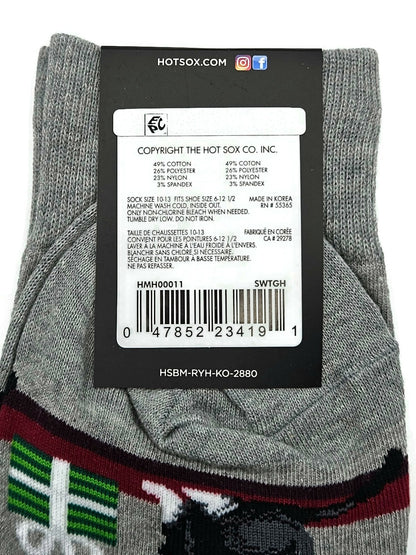 HOTSOX.COM
COPYRIGHT THE HOT SOX CO. INC.
49% COTTON 49% COTTON
26% POLYESTER 26% POLYESTER
23% NYLON 23% NYLON
3% SPANDEX 3% SPANDEX
SOCK SIZE 10-13 FITS SHOE SIZE 6-12 1/2 MADE IN KOREA
MACHINE WASH COLD, INSIDE OUT. RN # 55365
ONLY NON-CHLORINE BLEACH WHEN NEEDED.
TUMBLE DRY LOW. DO NOT IRON.
TAILLE DE CHAUSSETTES 10-13 FABRIQUÉ EN CORÉE
CONVIENT POUR LES POINTURES 6-12 1/2 CA # 29278
LAVER A LA MACHINE A L'EAU FROIDE A L'ENVERS.
BLANCHIR SANS CHLORE,SI NECESSAIRE.
SÉCHAGE EN TAMBOUR A BASSE TEMPÉRATURE.
NE PAS REPASSER.
HMH00011 SWTGH
0 47852 23419 1
HSBM-RYH-KO-2880